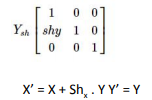 Y_sh [ 1 0 0
shy 1 0
0 0 1 ]
X' = X + Sh_x . Y Y' = Y